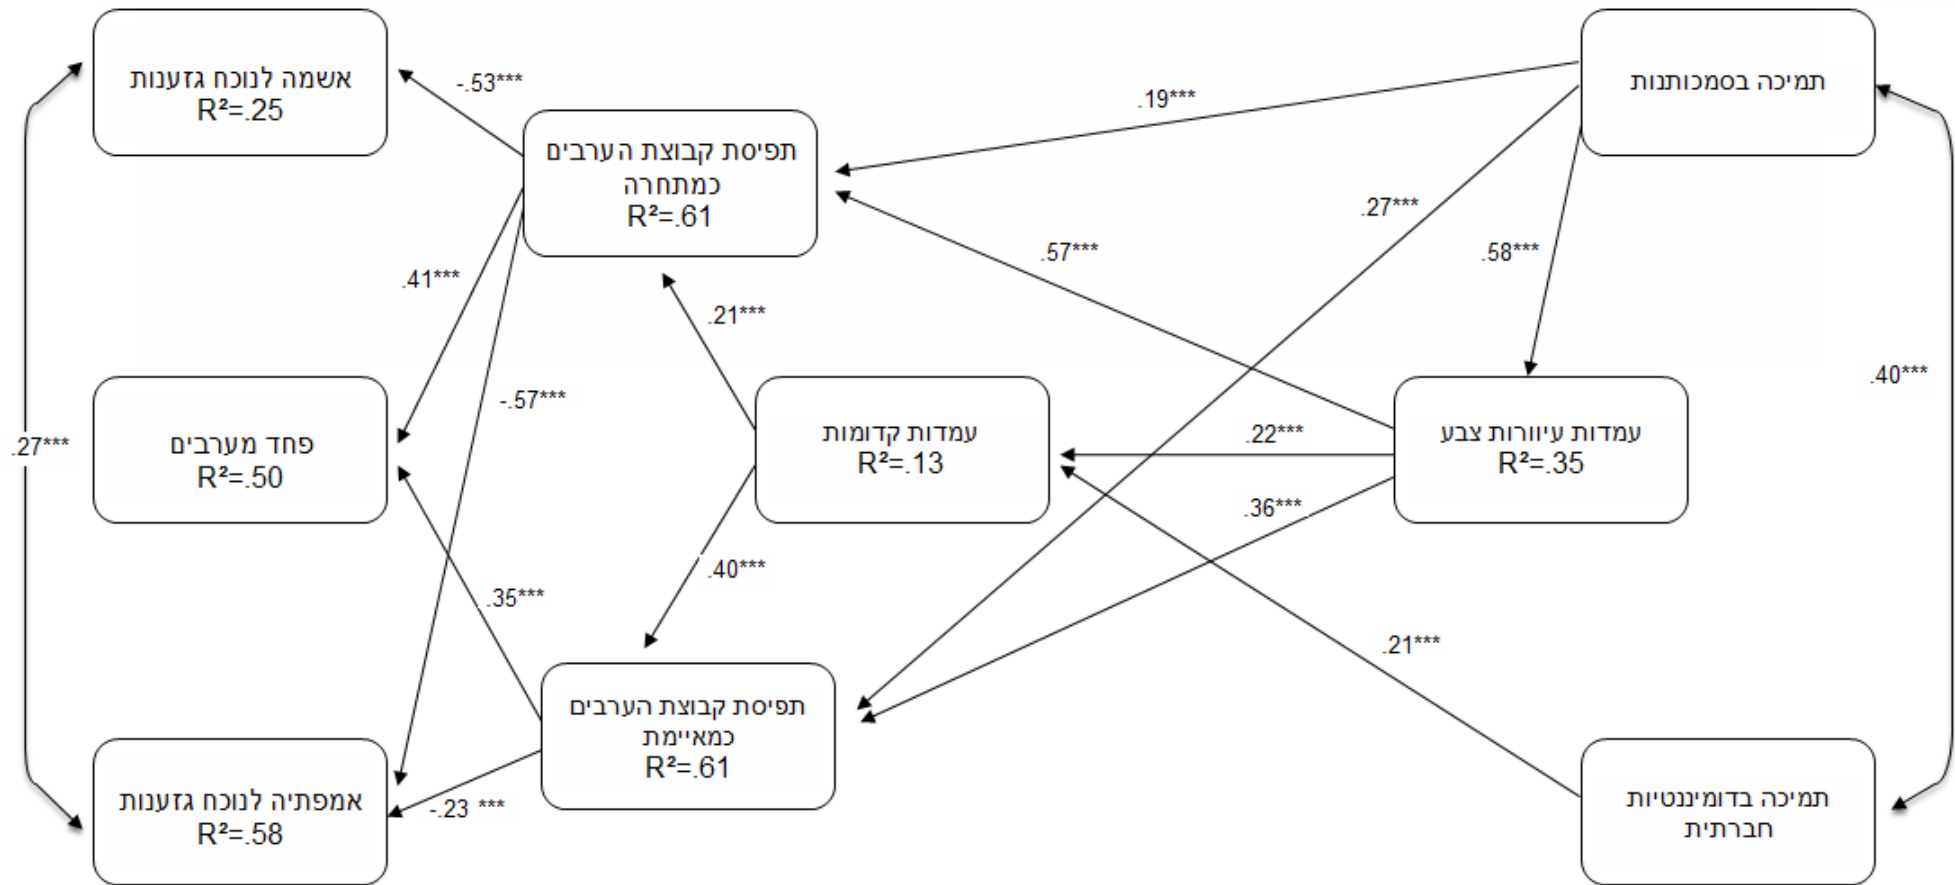 תמיכה בסמכותנות
אשמה לנוכח גזענות
R²=.25
-.53***
.19***
תפיסת קבוצת הערבים
כמתחרה
R²=.61
.27***
.57***
.58***
.41***
.21***
.40***
-.57***
עמדות עיוורות צבע
R²=.35
.22***
עמדות קדומות
R²=.13
פחד מערבים
R²=.50
.27***
.36***
.40***
.35***
.21***
תפיסת קבוצת הערבים
כמאיימת
R²=.61
תמיכה בדומיננטיות
חברתית
-.23 ***
אמפתיה לנוכח גזענות
R²=.58